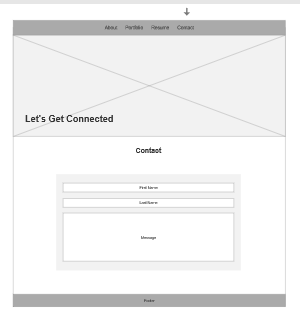 About Portfolio Resume Contact
Let's Get Connected
Contact
First Name
Last Name
Message
Footer